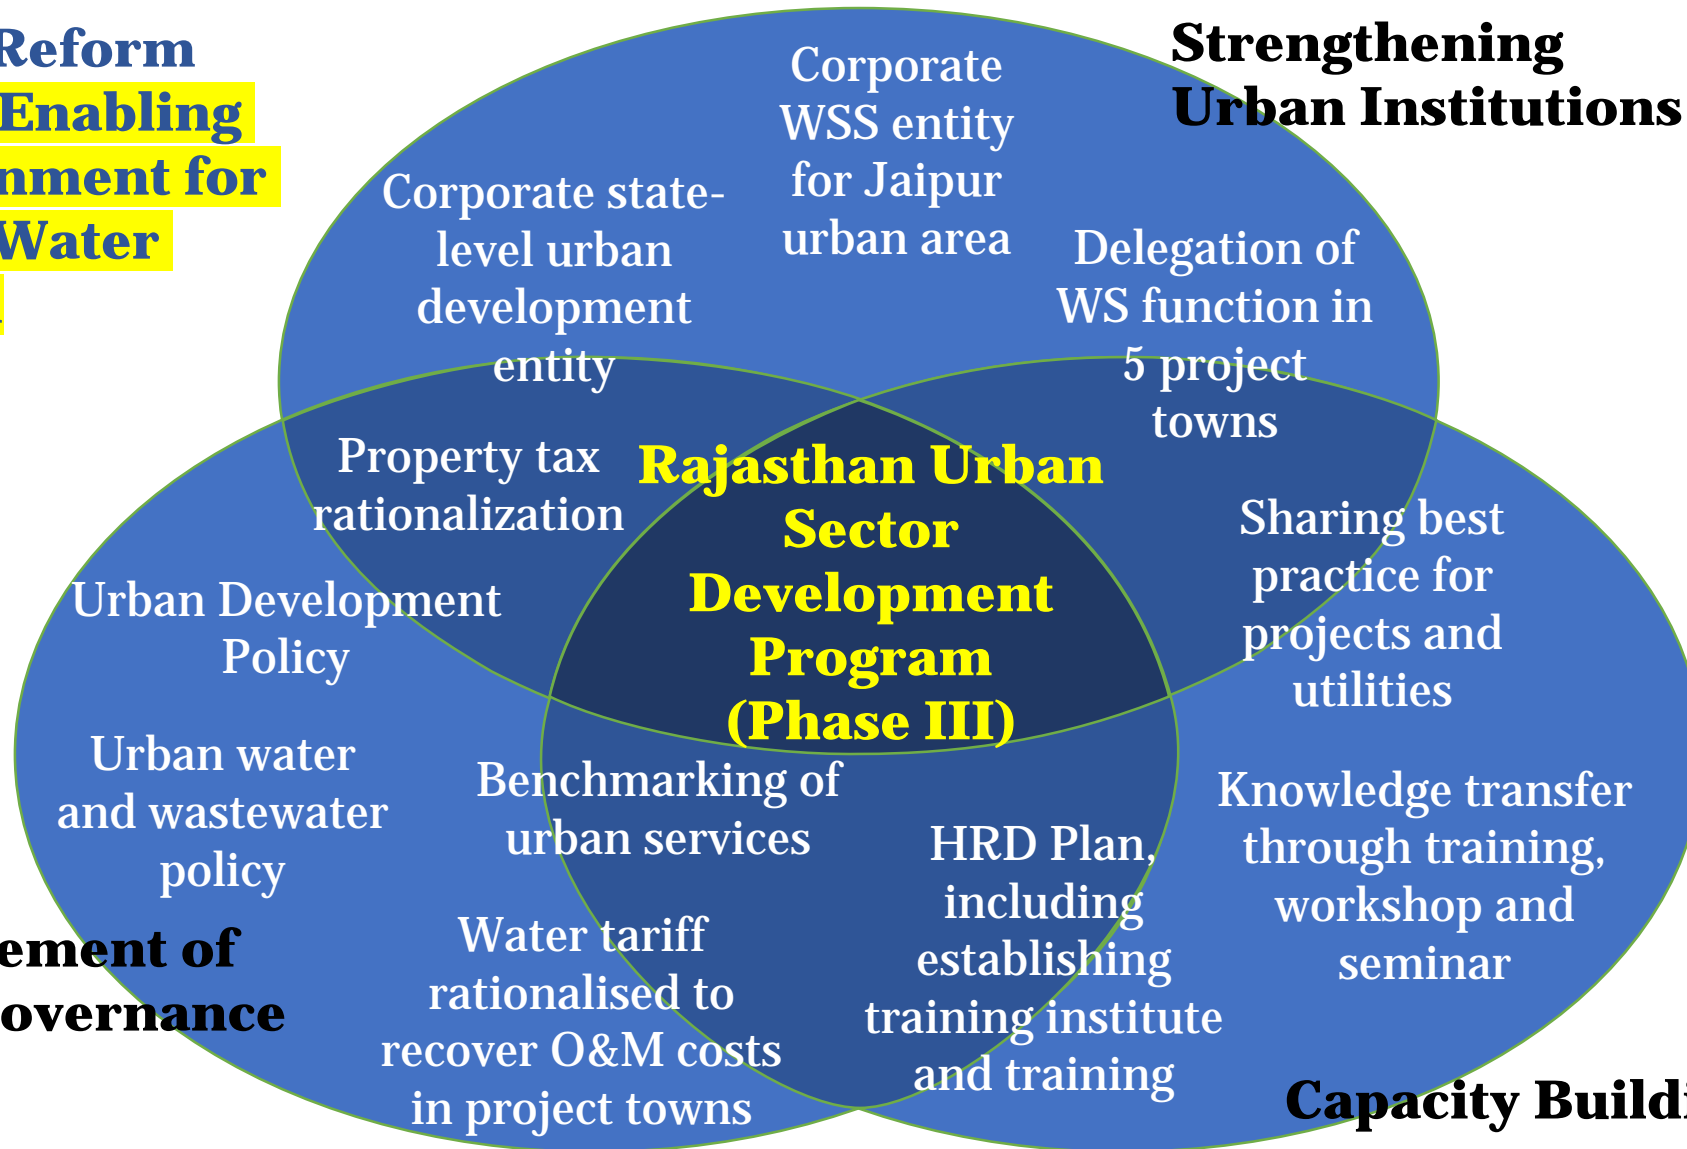 Reform
Enabling
nment for
Water
Strengthening
Urban Institutions
Corporate
WSS entity
for Jaipur
urban area
Corporate state-
level urban
development
entity
Delegation of
WS function in
5 project
towns
Property tax
rationalization
Rajasthan Urban
Sector
Development
Program
(Phase III)
Sharing best
practice for
projects and
utilities
Urban Development
Policy
Urban water
and wastewater
policy
Benchmarking of
urban services
Knowledge transfer
through training,
workshop and
seminar
HRD Plan,
including
establishing
training institute
and training
Water tariff
rationalised to
recover O&M costs
in project towns
ement of
overnance
Capacity Buildi